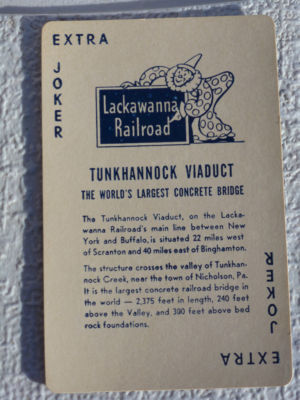 EXTRA
JOKER
Lackawanna
Railroad
TUNKHANNOCK VIADUCT
THE WORLD'S LARGEST CONCRETE BRIDGE
The Tunkhannock Viaduct, on the Lacka-
wanna Railroad's main line between New
York and Buffalo, is situated 22 miles west
of Scranton and 40 miles east of Binghamton.
The structure crosses the valley of Tunkhan-
nock Creek, near the town of Nicholson, Pa.
It is the largest concrete railroad bridge in
the world — 2,375 feet in length, 240 feet
above the Valley, and 300 feet above bed
rock foundations.
JOKER
EXTRA